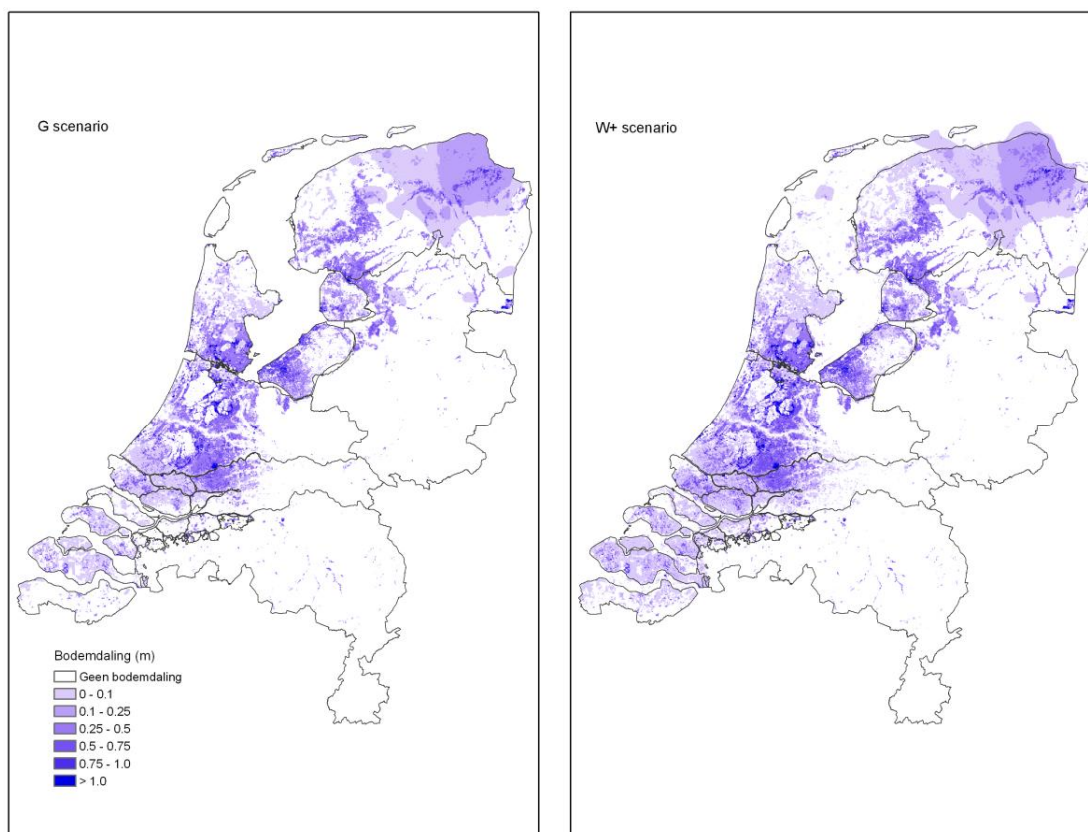 G scenario
W+ scenario
Bodemdaling (m)
Geen bodemdaling
0 - 0.1
0.1 - 0.25
0.25 - 0.5
0.5 - 0.75
0.75 - 1.0
> 1.0